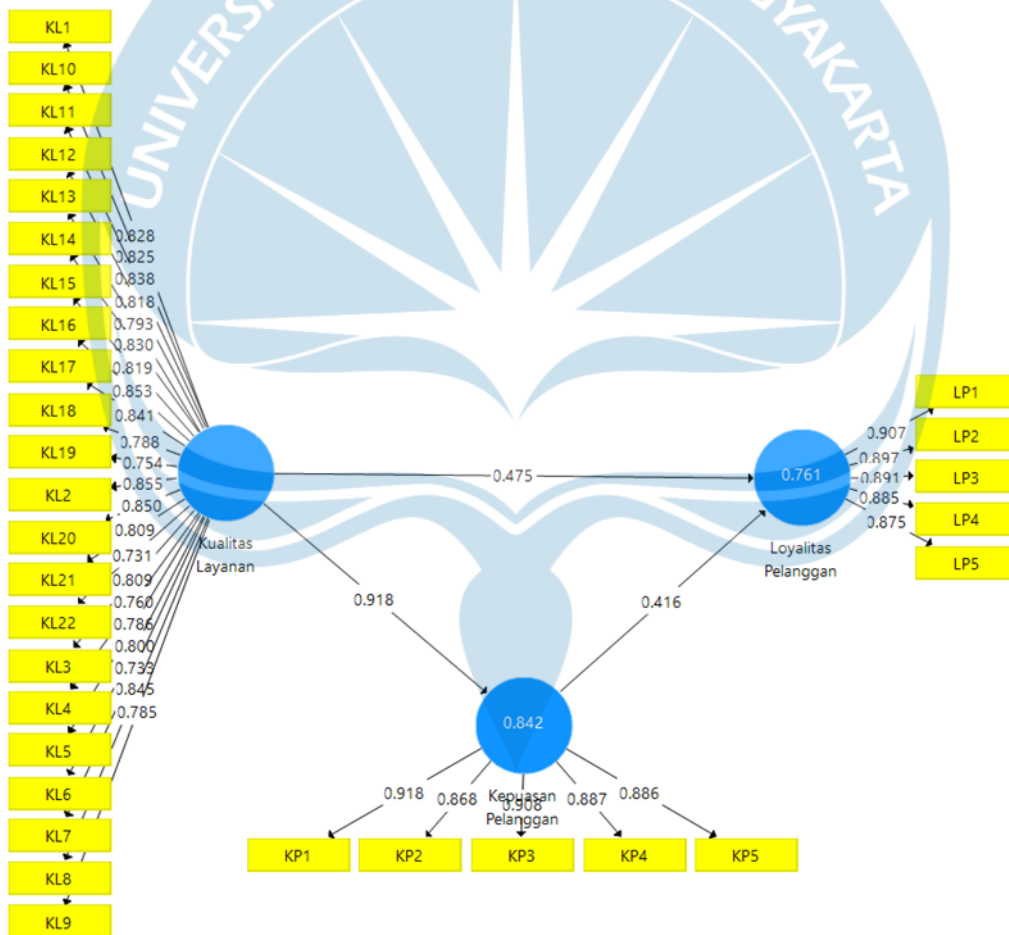 UNIVERS
GYAKARTA
KL1
KL10
KL11
KL12
KL13
KL14
KL15
KL16
KL17
KL18
KL19
KL2
KL20
KL21
KL22
KL3
KL4
KL5
KL6
KL7
KL8
KL9
0.828
0.825
0.838
0.818
0.793
0.830
0.819
0.853
0.841
0.788
0.754
0.855
0.850
0.809
0.731
0.809
0.760
0.786
0.800
0.733
0.845
0.785
Kualitas
Layanan
0.475
0.918
0.416
0.761
Loyalitas
Pelanggan
0.907
0.897
0.891
0.885
0.875
LP1
LP2
LP3
LP4
LP5
0.842
Kepuasan
Pelanggan
0.918
0.868
0.908
0.887
0.886
KP1
KP2
KP3
KP4
KP5